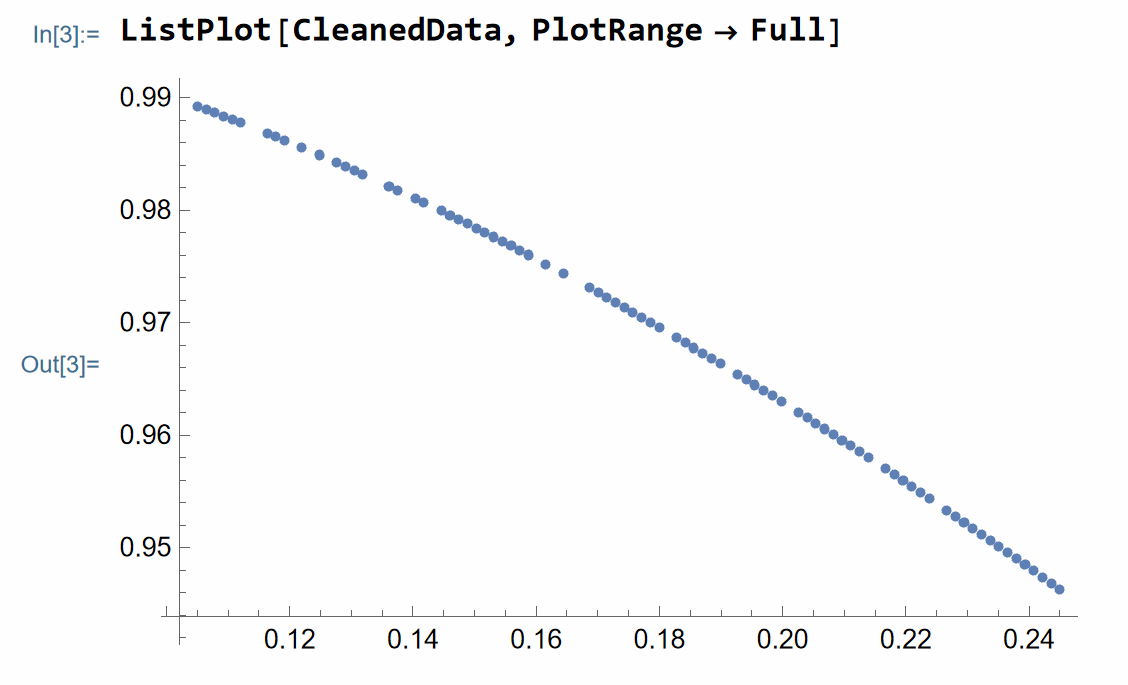 In[3]:= ListPlot[CleanedData, PlotRange → Full]
0.99
0.98
0.97
Out[3]=
0.96
0.95
0.12 0.14 0.16 0.18 0.20 0.22 0.24